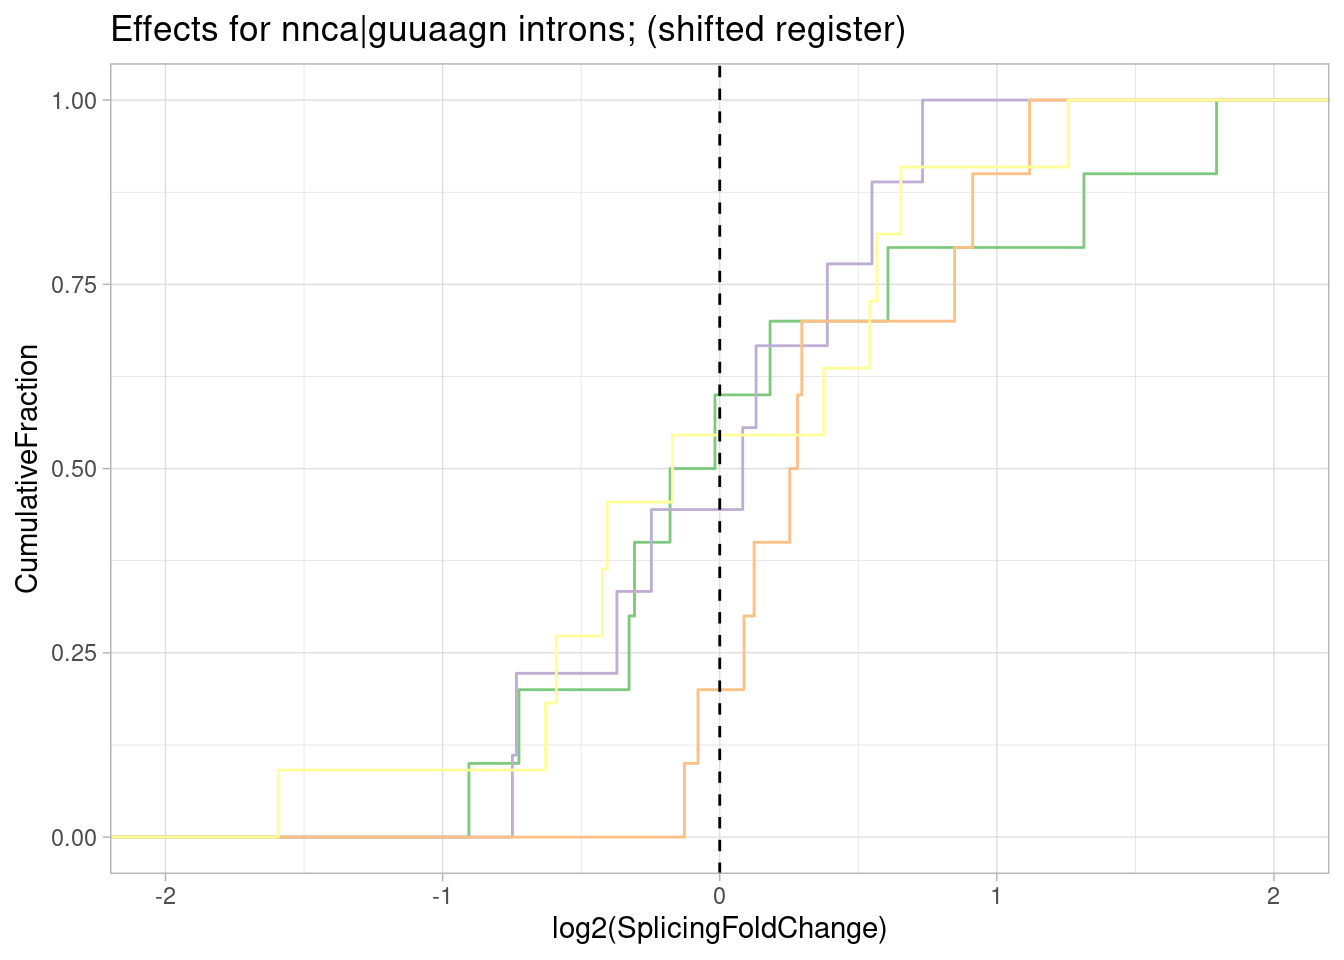 Effects for nnca|guuaagn introns; (shifted register)
1.00
0.75
0.50
0.25
0.00
CumulativeFraction
-2 -1 0 1 2
log2(SplicingFoldChange)